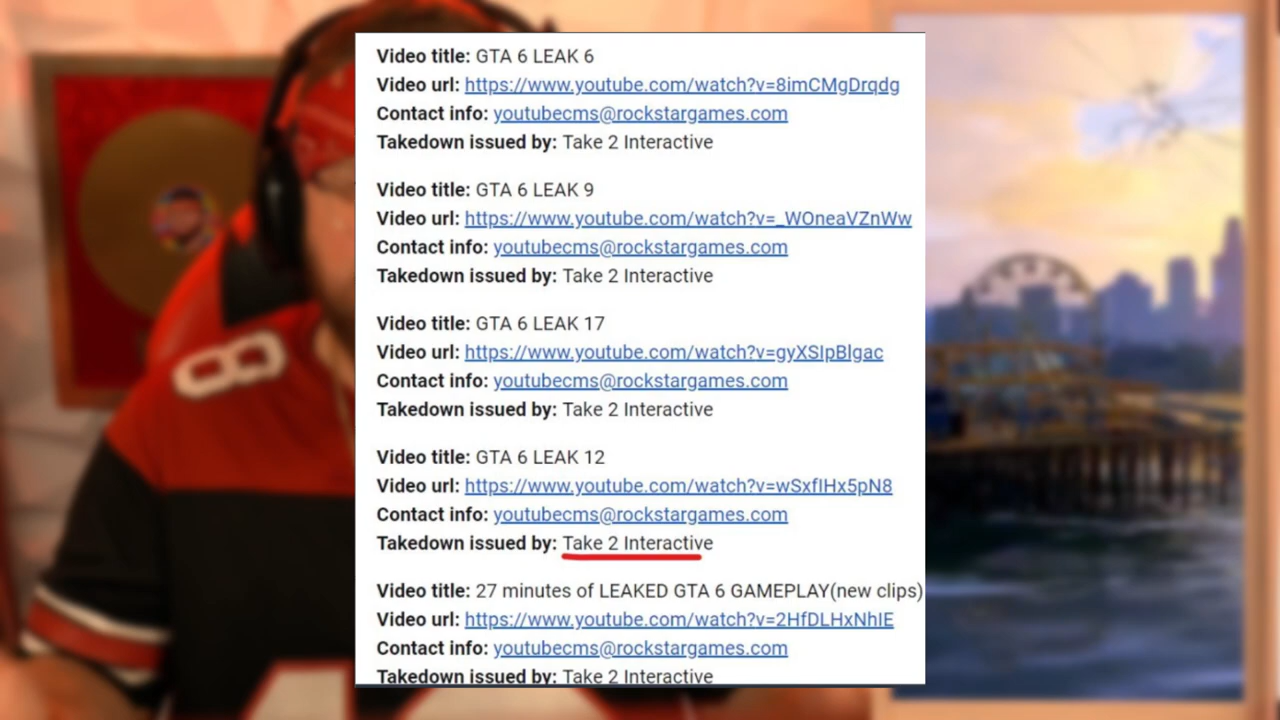 Video title: GTA 6 LEAK 6
Video url: https://www.youtube.com/watch?v=8imCMgDrqdg
Contact info: youtubecms@rockstargames.com
Takedown issued by: Take 2 Interactive
Video title: GTA 6 LEAK 9
Video url: https://www.youtube.com/watch?v=_WOneaVZnWw
Contact info: youtubecms@rockstargames.com
Takedown issued by: Take 2 Interactive
Video title: GTA 6 LEAK 17
Video url: https://www.youtube.com/watch?v=gyXSIpBlgac
Contact info: youtubecms@rockstargames.com
Takedown issued by: Take 2 Interactive
Video title: GTA 6 LEAK 12
Video url: https://www.youtube.com/watch?v=wSxfIHx5pN8
Contact info: youtubecms@rockstargames.com
Takedown issued by: Take 2 Interactive
Video title: 27 minutes of LEAKED GTA 6 GAMEPLAY(new clips)
Video url: https://www.youtube.com/watch?v=2HfDLHxNhIE
Contact info: youtubecms@rockstargames.com
Takedown issued by: Take 2 Interactive
8